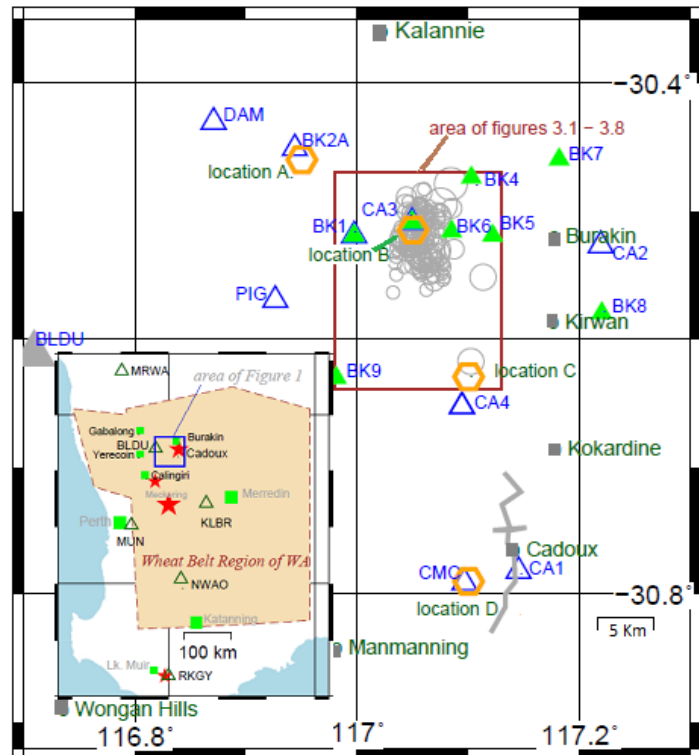 Kalannie
−30.4°
DAM
BK2A
area of figures 3.1 − 3.8
BK7
location A.
BK4
CA3
BK1
BK6
BK5
Burakin
location B
CA2
PIG
BK8
Kirwan
BLDU
BK9
location C
CA4
MRWA
area of Figure 1
Gabalong
Burakin
BLDU
Yerecoin
Cadoux
Calingiri
Meckering
Merredin
KLBR
Perth
MUN
Wheat Belt Region of WA
NWAO
Katanning
100 km
Lk. Muir
RKGY
Kokardine
Cadoux
CMC
CA1
location D
−30.8°
5 Km
Manmanning
Wongan Hills
116.8°
117°
117.2°